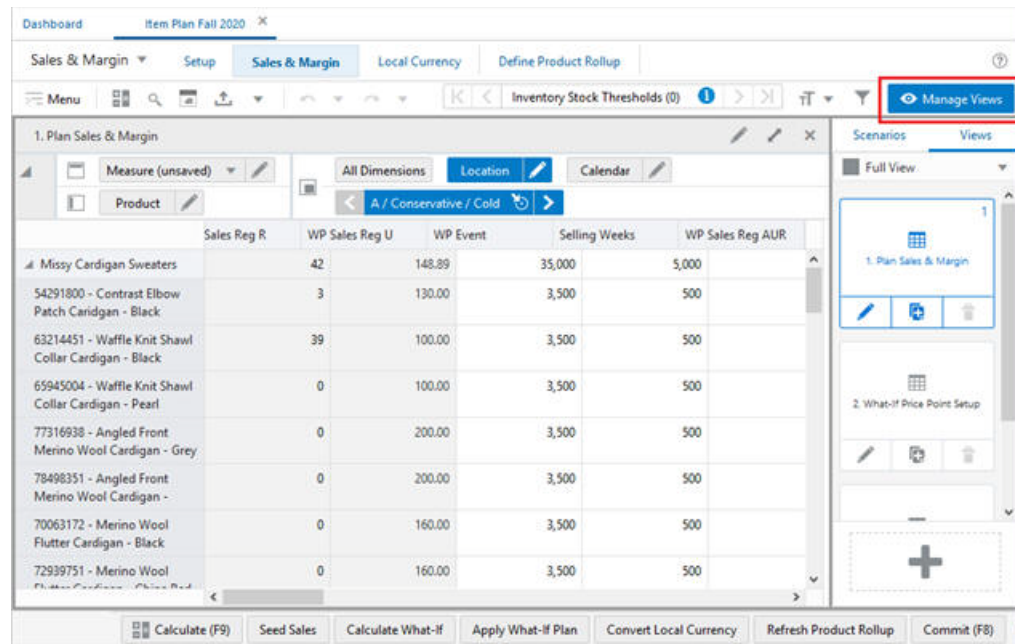 Dashboard Item Plan Fall 2020 ×
Sales & Margin Setup Sales & Margin Local Currency Define Product Rollup
Menu Inventory Stock Thresholds (0) Manage Views
1. Plan Sales & Margin
Scenarios Views
Measure (unsaved) All Dimensions Location Calendar
Full View
Product A / Conservative / Cold
Sales Reg R WP Sales Reg U WP Event Selling Weeks WP Sales Reg AUR
1
1. Plan Sales & Margin
Missy Cardigan Sweaters 42 148.89 35,000 5,000
54291800 - Contrast Elbow 3 130.00 3,500 500
Patch Caridgan - Black
63214451 - Waffle Knit Shawl 39 100.00 3,500 500
Collar Cardigan - Black
65945004 - Waffle Knit Shawl 0 100.00 3,500 500
Collar Cardigan - Pearl
2. What-If Price Point Setup
77316938 - Angled Front 0 200.00 3,500 500
Merino Wool Cardigan - Grey
78498351 - Angled Front 0 200.00 3,500 500
Merino Wool Cardigan -
70063172 - Merino Wool 0 160.00 3,500 500
Flutter Cardigan - Black
72939751 - Merino Wool 0 160.00 3,500 500
Calculate (F9) Seed Sales Calculate What-If Apply What-If Plan Convert Local Currency Refresh Product Rollup Commit (F8)